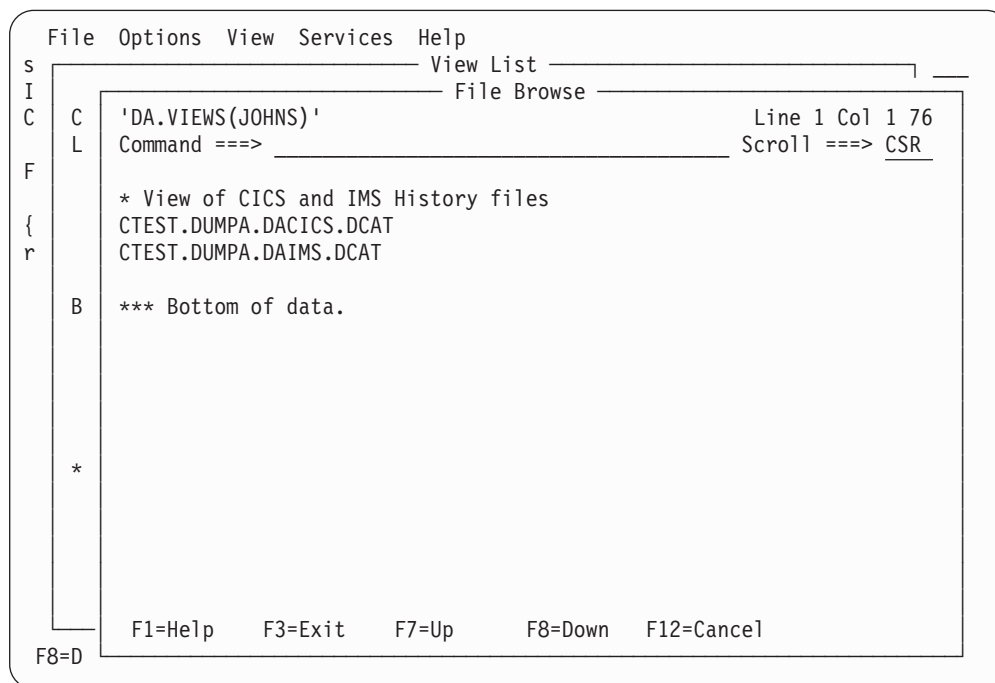 File Options View Services Help
s View List
I File Browse
C C 'DA.VIEWS(JOHNS)' Line 1 Col 1 76
L Command ===> Scroll ===> CSR
F
* View of CICS and IMS History files
{ CTEST.DUMPA.DACICS.DCAT
r CTEST.DUMPA.DAIMS.DCAT
B *** Bottom of data.
*
F1=Help F3=Exit F7=Up F8=Down F12=Cancel
F8=D